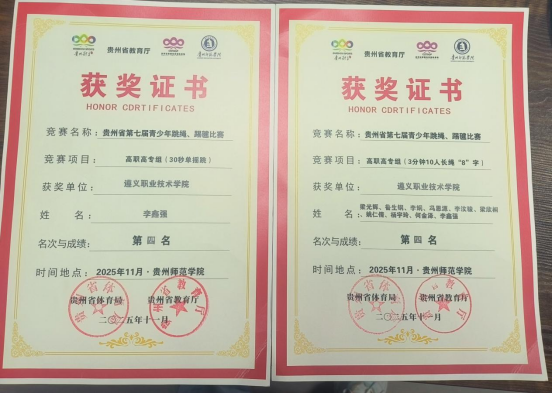 贵州省教育厅
获奖证书
HONOR CDRTIFICATES
竞赛名称：贵州省第七届青少年跳绳、踢毽比赛
竞赛项目：高职高专组（30秒单摇跳）
获奖单位：遵义职业技术学院
姓 名：李鑫强
名次与成绩：第四名
时间地点：2025年11月·贵州师范学院
贵州省体育局 贵州省教育厅
二〇二五年十一月
贵州省教育厅
获奖证书
HONOR CDRTIFICATES
竞赛名称：贵州省第七届青少年跳绳、踢毽比赛
竞赛项目：高职高专组（3分钟10人长绳“8”字）
获奖单位：遵义职业技术学院
姓 名：
李鑫强
名次与成绩：第四名
时间地点：2025年11月·贵州师范学院
贵州省体育局 贵州省教育厅
二〇二五年十一月